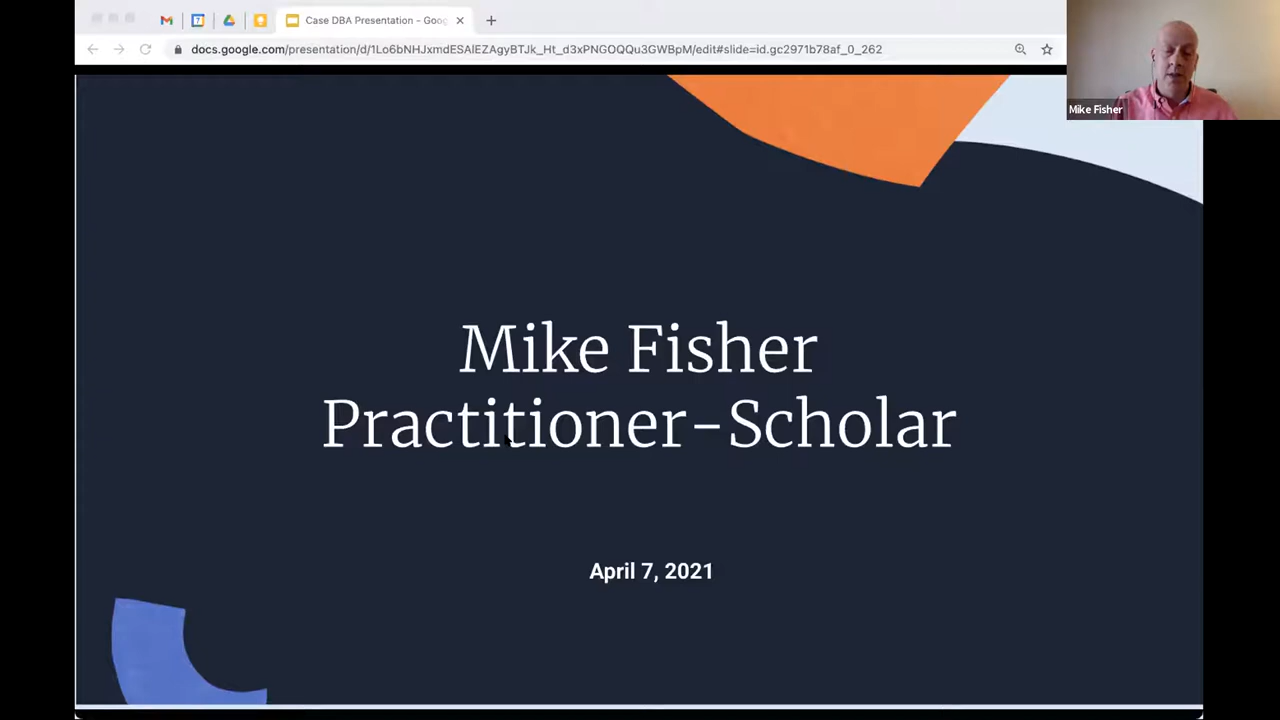 Case DBA Presentation - Goog
docs.google.com/presentation/d/1Lo6bNHJxmdESAlEZAgyBTJk_Ht_d3xPNGOQQu3GWBpM/edit#slide=id.gc2971b78af_0_262
Mike Fisher
Mike Fisher
Practitioner-Scholar
April 7, 2021